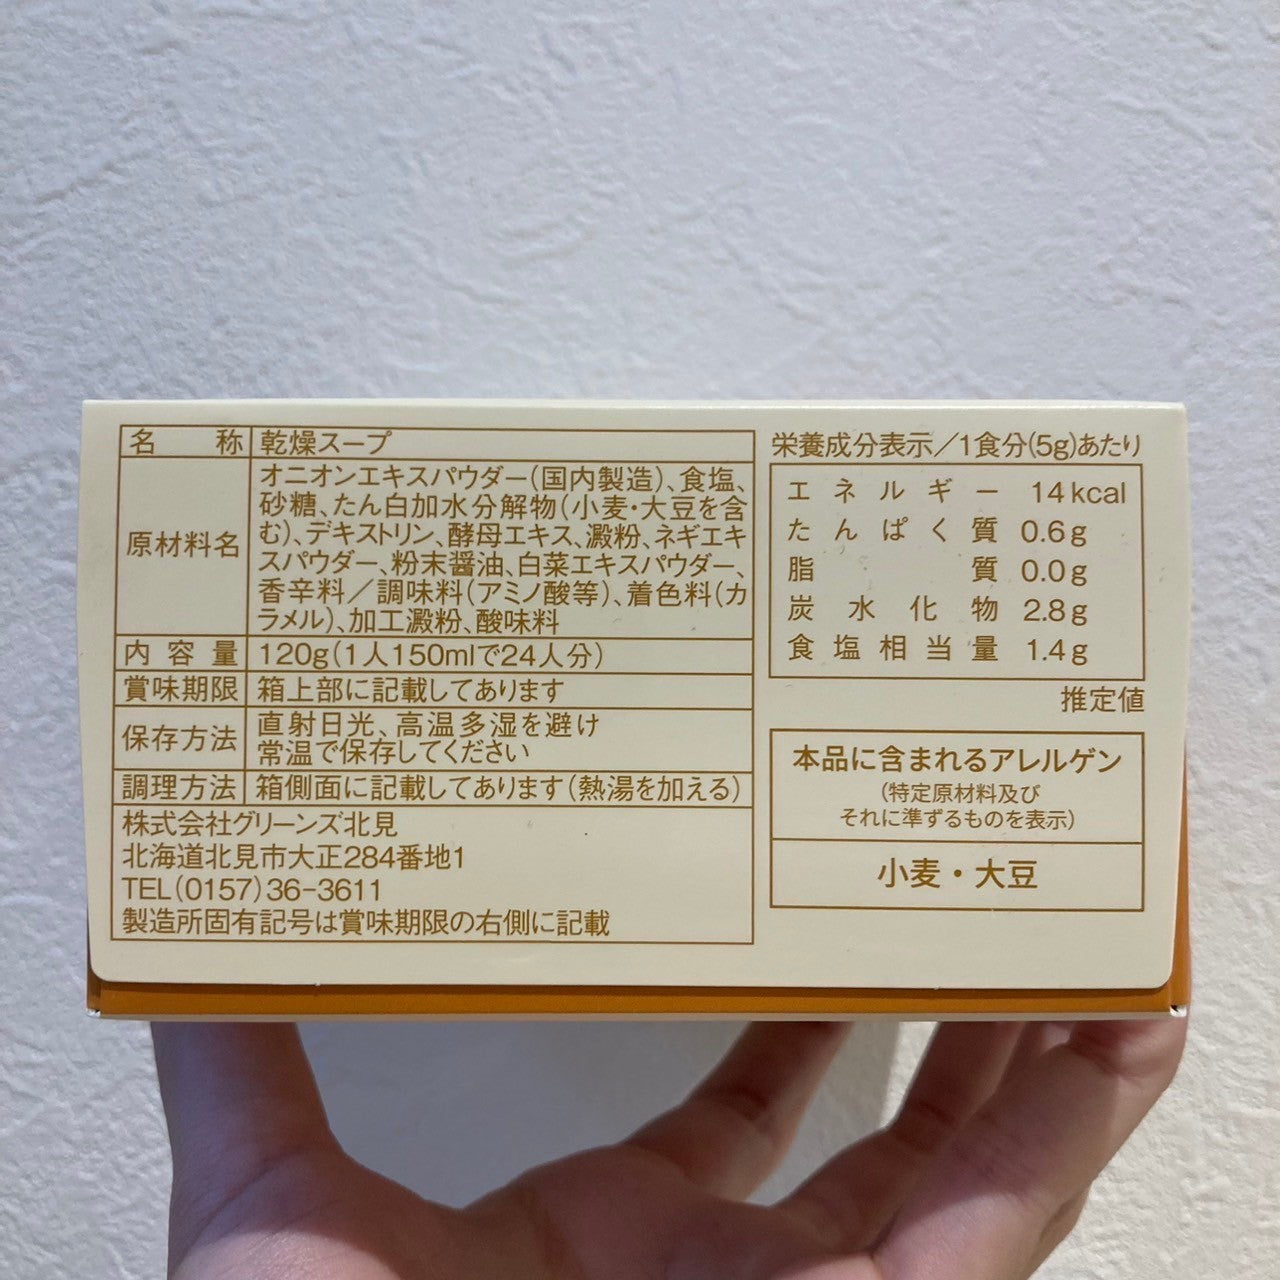 名称 乾燥スープ
原材料名 オニオンエキスパウダー(国内製造)、食塩、
砂糖、たん白加水分解物(小麦・大豆を含
む)、デキストリン、酵母エキス、澱粉、ネギエキ
スパウダー、粉末醤油、白菜エキスパウダー、
香辛料/調味料(アミノ酸等)、着色料(カ
ラメル)、加工澱粉、酸味料
内容量 120g(1人150mlで24人分)
賞味期限 箱上部に記載してあります
保存方法 直射日光、高温多湿を避け
常温で保存してください
調理方法 箱側面に記載してあります(熱湯を加える)
株式会社グリーンズ北見
北海道北見市大正284番地1
TEL(0157)36-3611
製造所固有記号は賞味期限の右側に記載
栄養成分表示/1食分(5g)あたり
エネルギー 14kcal
たんぱく質 0.6g
脂質 0.0g
炭水化物 2.8g
食塩相当量 1.4g
推定値
本品に含まれるアレルゲン
(特定原材料及び
それに準ずるものを表示)
小麦・大豆